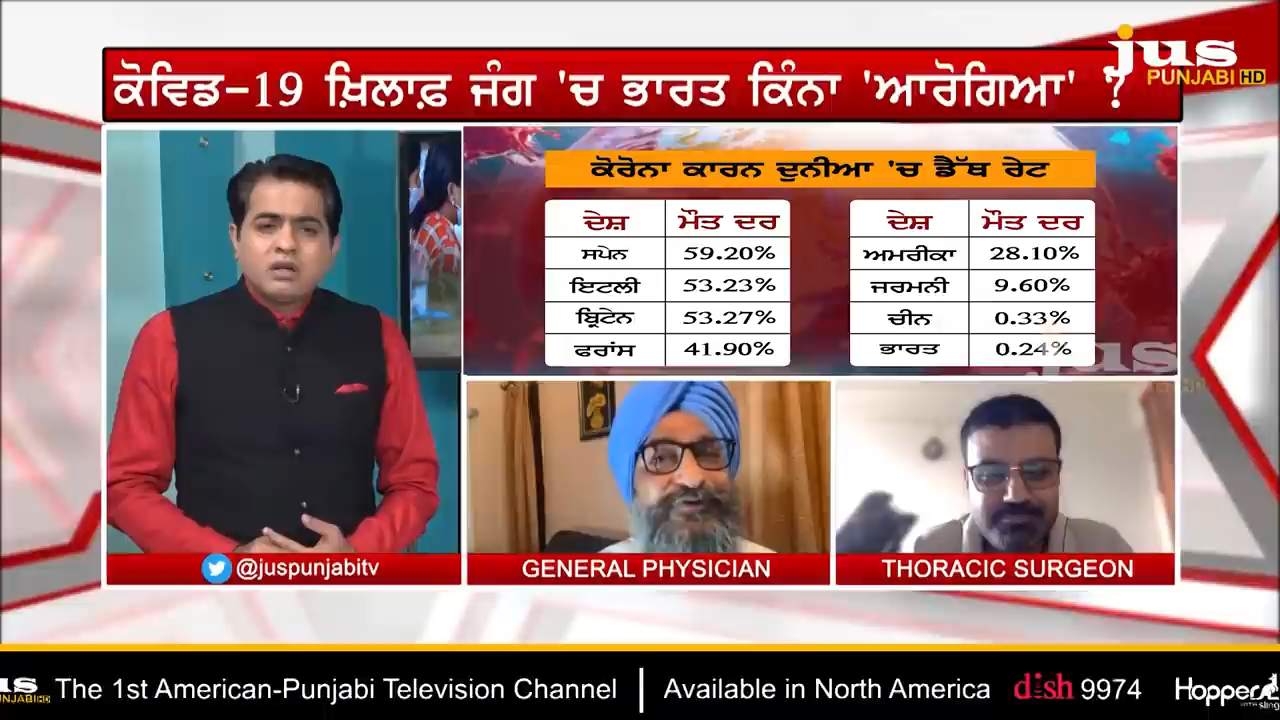 jus
PUNJABI HD
ਕੋਵਿਡ-19 ਖ਼ਿਲਾਫ਼ ਜੰਗ 'ਚ ਭਾਰਤ ਕਿੰਨਾ 'ਆਰੋਗਿਆ' ?
ਕੋਰੋਨਾ ਕਾਰਨ ਦੁਨੀਆ 'ਚ ਡੈੱਥ ਰੇਟ
ਦੇਸ਼ ਮੌਤ ਦਰ
ਸਪੇਨ 59.20%
ਇਟਲੀ 53.23%
ਬ੍ਰਿਟੇਨ 53.27%
ਫਰਾਂਸ 41.90%
ਦੇਸ਼ ਮੌਤ ਦਰ
ਅਮਰੀਕਾ 28.10%
ਜਰਮਨੀ 9.60%
ਚੀਨ 0.33%
ਭਾਰਤ 0.24%
jus
@juspunjabitv
GENERAL PHYSICIAN
THORACIC SURGEON
The 1st American-Punjabi Television Channel | Available in North America dish 9974 Hopper